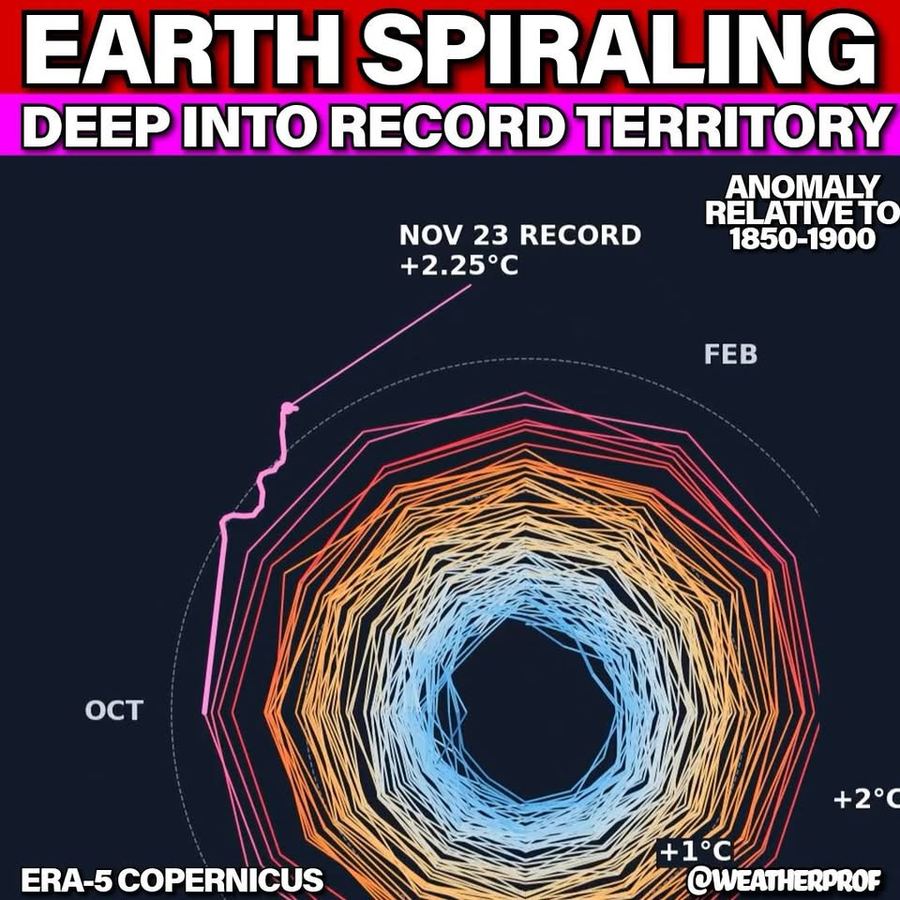 EARTH SPIRALING
DEEP INTO RECORD TERRITORY
ANOMALY
RELATIVE TO
1850-1900
NOV 23 RECORD
+2.25°C
FEB
OCT
+2°C
+1°C
ERA-5 COPERNICUS
@WEATHERPROF